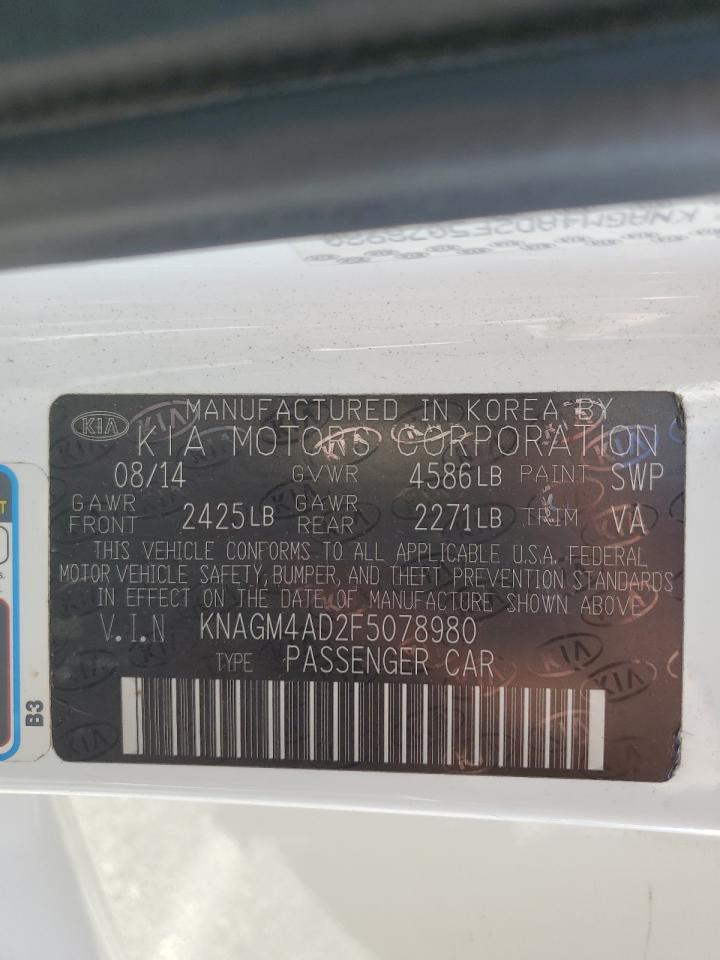 MANUFACTURED IN KOREA BY
KIA
KIA MOTORS CORPORATION
08/14 GVWR 4586LB PAINT SWP
GAWR FRONT 2425LB GAWR REAR 2271LB TRIM VA
THIS VEHICLE CONFORMS TO ALL APPLICABLE U.S.A. FEDERAL
MOTOR VEHICLE SAFETY, BUMPER, AND THEFT PREVENTION STANDARDS
IN EFFECT ON THE DATE OF MANUFACTURE SHOWN ABOVE
V.I.N KNAGM4AD2F5078980
TYPE PASSENGER CAR
B3